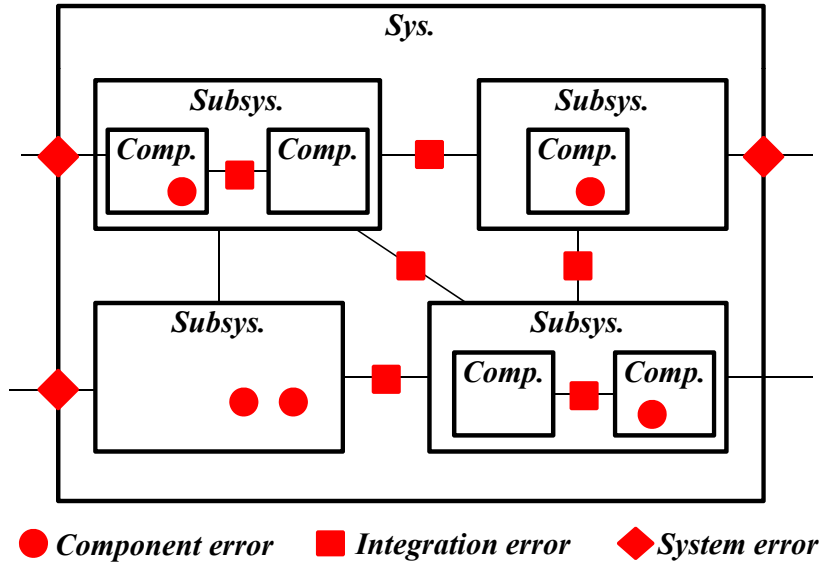 Sys.
Subsys.
Subsys.
Comp.
Comp.
Comp.
Subsys.
Subsys.
Comp.
Comp.
Component error
Integration error
System error